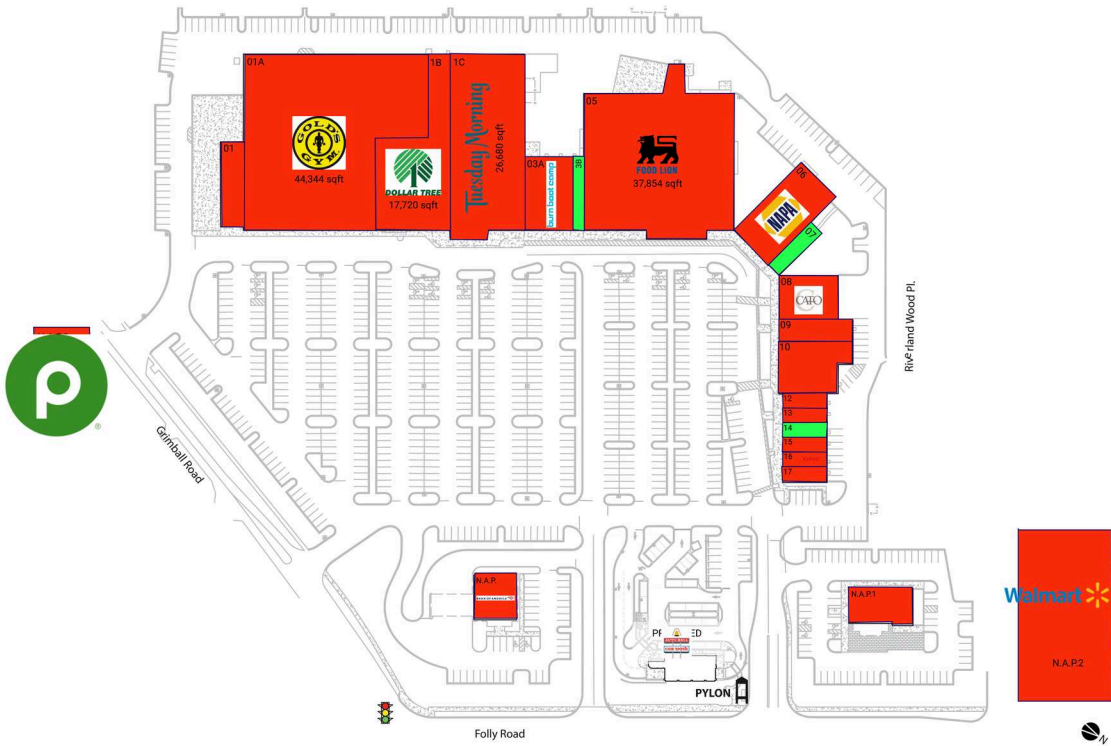 01A
1B
1C
01
GOLD'S
GYM
44,344 sqft
DOLLAR TREE
17,720 sqft
Tuesday Morning
26,680 sqft
03A
burn boot camp
3B
05
FOOD LION
37,854 sqft
06
NAPA
07
08
CATO
09
10
12
13
14
15
16
17
Riverland Wood Pl.
p
Grimball Road
N.A.P.
N.A.P.1
Walmart
N.A.P.2
PYLON
Folly Road
N